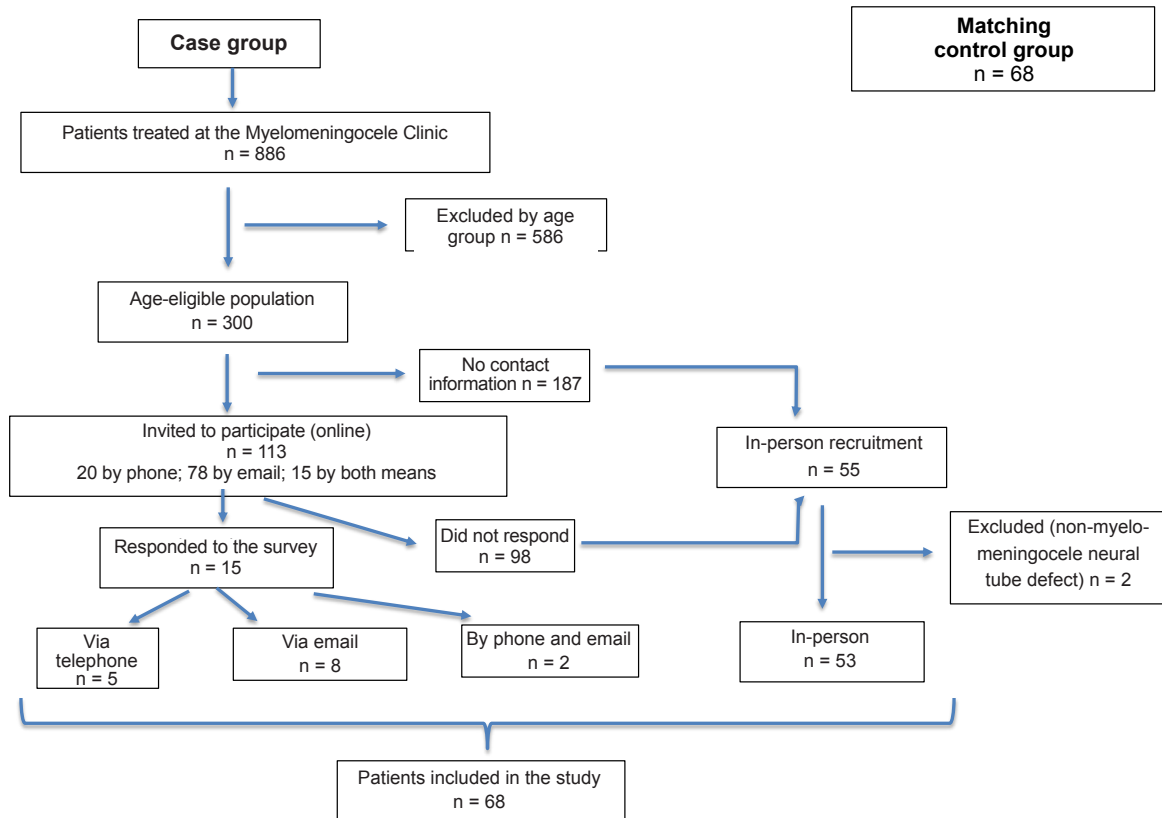 Case group
Matching
control group
n = 68
Patients treated at the Myelomeningocele Clinic
n = 886
Excluded by age
group n = 586
Age-eligible population
n = 300
No contact
information n = 187
Invited to participate (online)
n = 113
20 by phone; 78 by email; 15 by both means
In-person recruitment
n = 55
Responded to the survey
n = 15
Did not respond
n = 98
Excluded (non-myelo-
meningocele neural
tube defect) n = 2
Via
telephone
n = 5
Via email
n = 8
By phone and email
n = 2
In-person
n = 53
Patients included in the study
n = 68